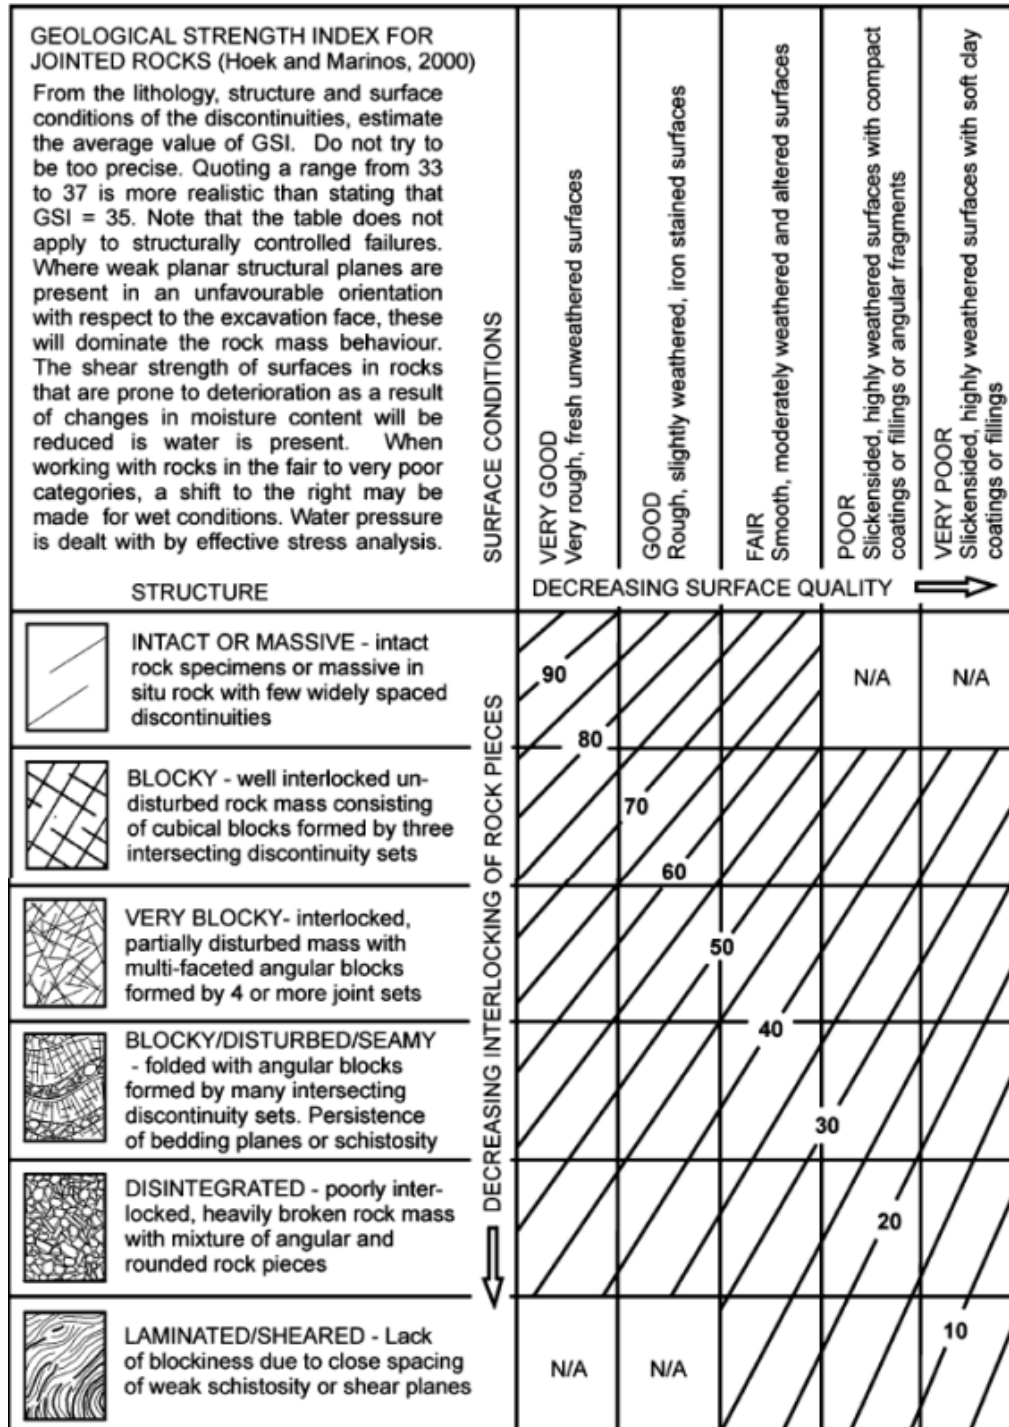 GEOLOGICAL STRENGTH INDEX FOR
JOINTED ROCKS (Hoek and Marinos, 2000)
From the lithology, structure and surface
conditions of the discontinuities, estimate
the average value of GSI. Do not try to
be too precise. Quoting a range from 33
to 37 is more realistic than stating that
GSI = 35. Note that the table does not
apply to structurally controlled failures.
Where weak planar structural planes are
present in an unfavourable orientation
with respect to the excavation face, these
will dominate the rock mass behaviour.
The shear strength of surfaces in rocks
that are prone to deterioration as a result
of changes in moisture content will be
reduced is water is present. When
working with rocks in the fair to very poor
categories, a shift to the right may be
made for wet conditions. Water pressure
is dealt with by effective stress analysis.
STRUCTURE
SURFACE CONDITIONS
VERY GOOD
Very rough, fresh unweathered surfaces
GOOD
Rough, slightly weathered, iron stained surfaces
FAIR
Smooth, moderately weathered and altered surfaces
POOR
Slickensided, highly weathered surfaces with compact
coatings or fillings or angular fragments
VERY POOR
Slickensided, highly weathered surfaces with soft clay
coatings or fillings
DECREASING SURFACE QUALITY
DECREASING INTERLOCKING OF ROCK PIECES
INTACT OR MASSIVE - intact
rock specimens or massive in
situ rock with few widely spaced
discontinuities
90
N/A
N/A
80
BLOCKY - well interlocked un-
disturbed rock mass consisting
of cubical blocks formed by three
intersecting discontinuity sets
70
60
VERY BLOCKY- interlocked,
partially disturbed mass with
multi-faceted angular blocks
formed by 4 or more joint sets
50
40
BLOCKY/DISTURBED/SEAMY
- folded with angular blocks
formed by many intersecting
discontinuity sets. Persistence
of bedding planes or schistosity
30
DISINTEGRATED - poorly inter-
locked, heavily broken rock mass
with mixture of angular and
rounded rock pieces
20
LAMINATED/SHEARED - Lack
of blockiness due to close spacing
of weak schistosity or shear planes
N/A
N/A
10